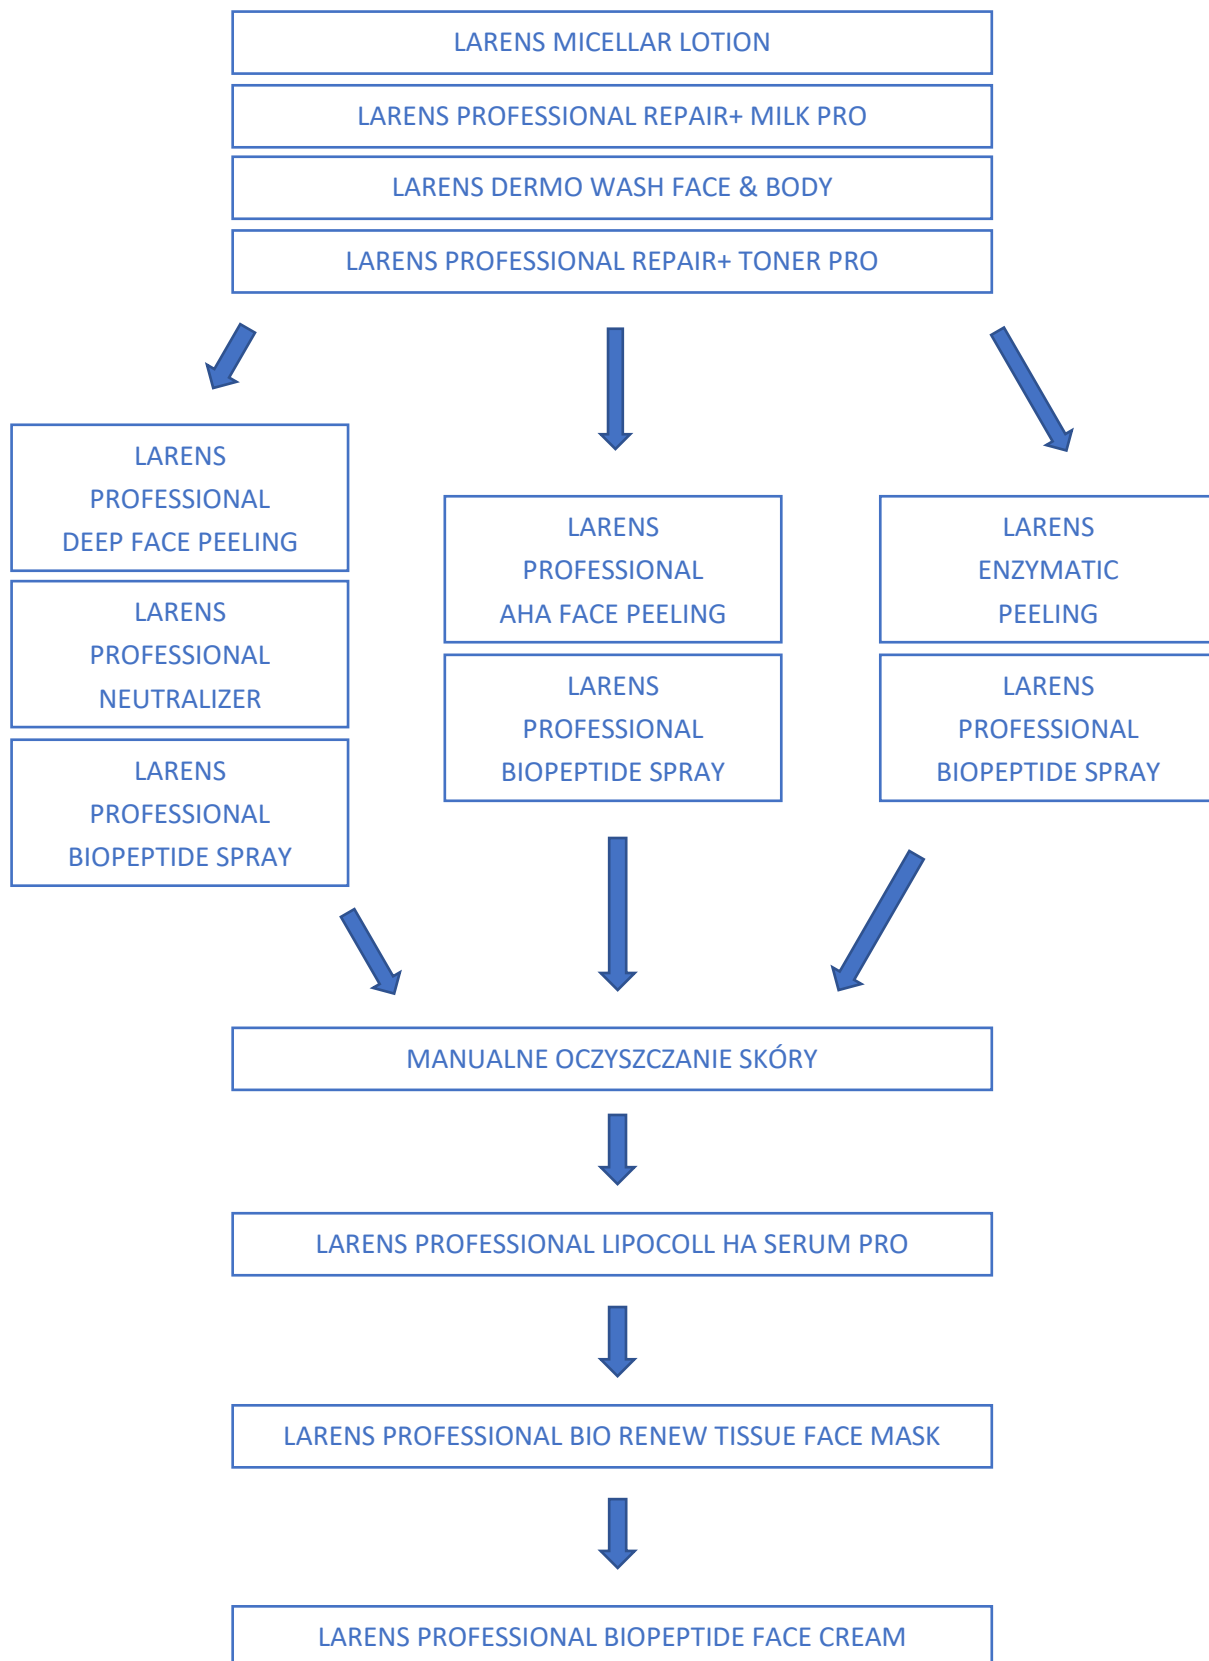 LARENS MICELLAR LOTION
LARENS PROFESSIONAL REPAIR+ MILK PRO
LARENS DERMO WASH FACE & BODY
LARENS PROFESSIONAL REPAIR+ TONER PRO
LARENS
PROFESSIONAL
DEEP FACE PEELING
LARENS
PROFESSIONAL
NEUTRALIZER
LARENS
PROFESSIONAL
BIOPEPTIDE SPRAY
LARENS
PROFESSIONAL
AHA FACE PEELING
LARENS
PROFESSIONAL
BIOPEPTIDE SPRAY
LARENS
ENZYMATIC
PEELING
LARENS
PROFESSIONAL
BIOPEPTIDE SPRAY
MANUALNE OCZYSZCZANIE SKÓRY
LARENS PROFESSIONAL LIPOCOLL HA SERUM PRO
LARENS PROFESSIONAL BIO RENEW TISSUE FACE MASK
LARENS PROFESSIONAL BIOPEPTIDE FACE CREAM